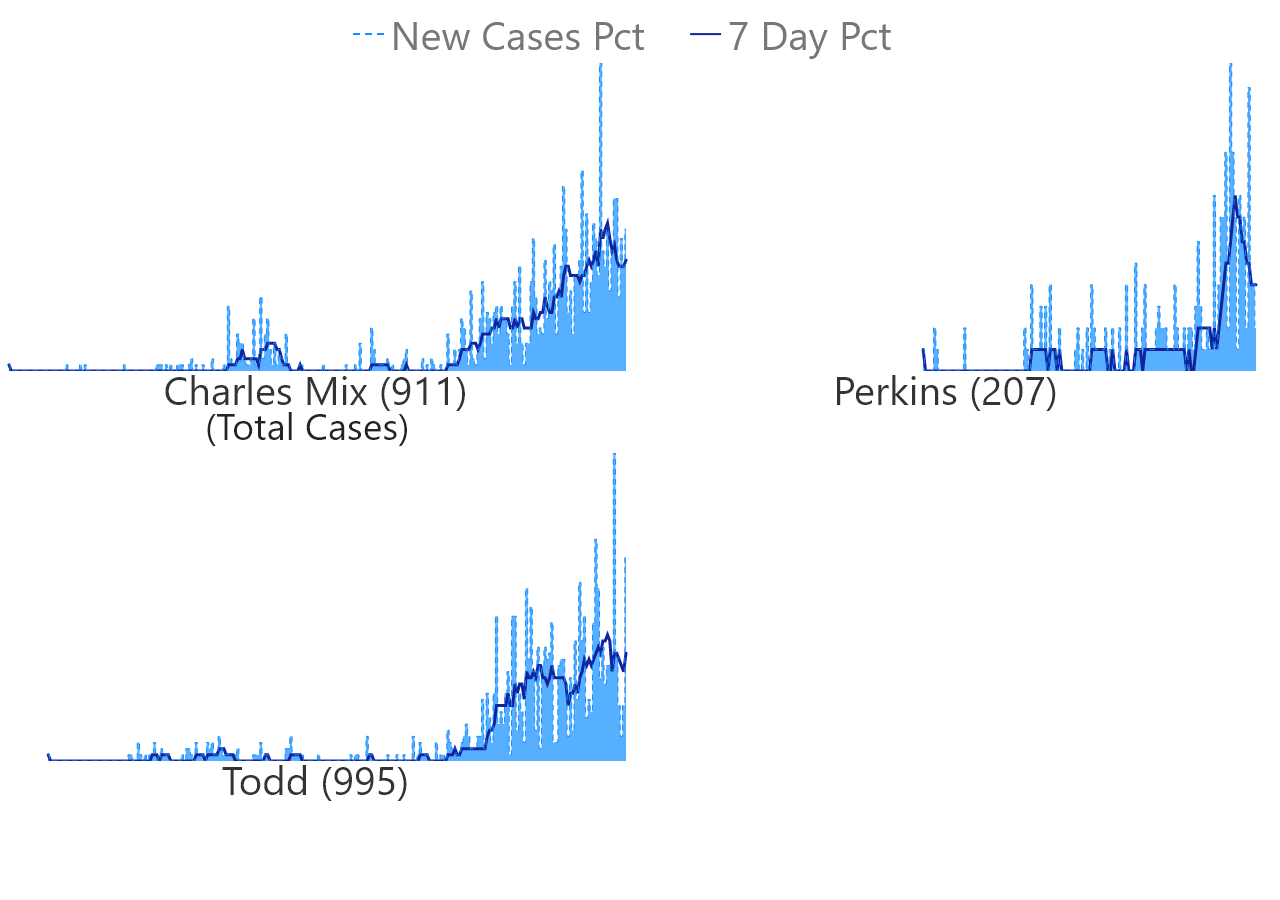 New Cases Pct 7 Day Pct
Charles Mix (911)
(Total Cases)
Perkins (207)
Todd (995)